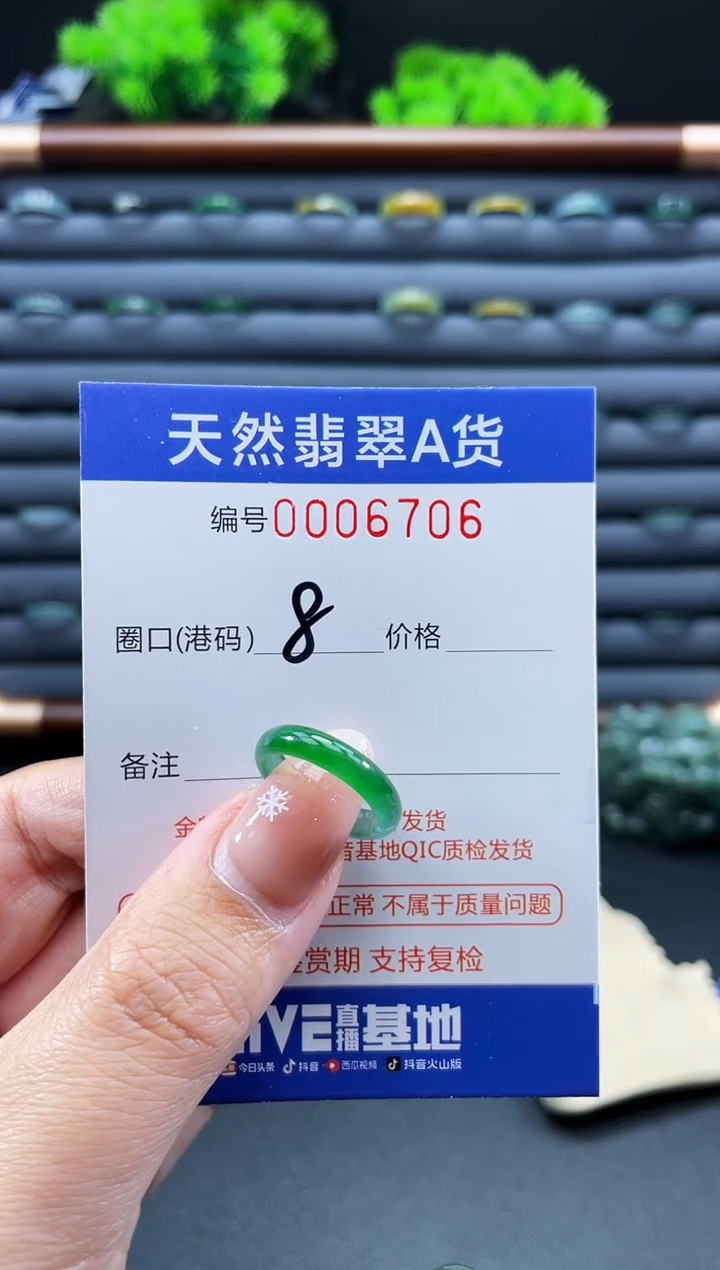 天然翡翠A货
编号0006706
圈口(港码) 8 价格
备注
发货
基地QIC质检发货
正常 不属于质量问题
赏期 支持复检
VE直播基地
今日头条 抖音 西瓜视频 抖音火山版